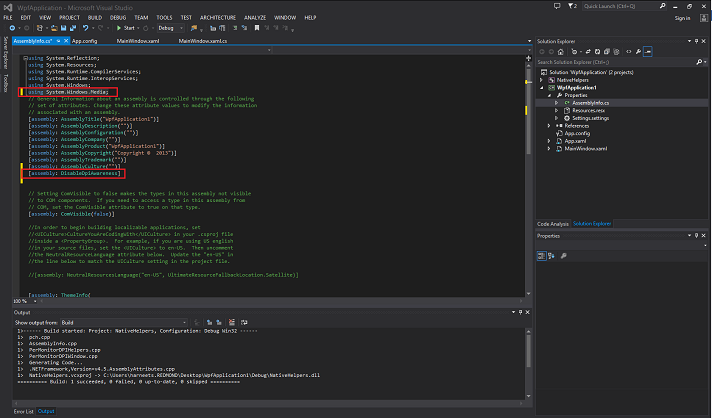 WpfApplication - Microsoft Visual Studio
2
Quick Launch (Ctrl+Q)
FILE EDIT VIEW PROJECT BUILD DEBUG TEAM TOOLS TEST ARCHITECTURE ANALYZE WINDOW HELP
Sign in
Start
Debug
Server Explorer
Toolbox
AssemblyInfo.cs* App.config MainWindow.xaml MainWindow.xaml.cs
using System.Reflection;
using System.Resources;
using System.Runtime.CompilerServices;
using System.Runtime.InteropServices;
using System.Windows;
using System.Windows.Media;
// General Information about an assembly is controlled through the following
// set of attributes. Change these attribute values to modify the information
// associated with an assembly.
[assembly: AssemblyTitle("WpfApplication1")]
[assembly: AssemblyDescription("")]
[assembly: AssemblyConfiguration("")]
[assembly: AssemblyCompany("")]
[assembly: AssemblyProduct("WpfApplication1")]
[assembly: AssemblyCopyright("Copyright © 2013")]
[assembly: AssemblyTrademark("")]
[assembly: AssemblyCulture("")]
[assembly: DisableDpiAwareness]
// Setting ComVisible to false makes the types in this assembly not visible
// to COM components. If you need to access a type in this assembly from
// COM, set the ComVisible attribute to true on that type.
[assembly: ComVisible(false)]
//In order to begin building localizable applications, set
//<UICulture>CultureYouAreCodingWith</UICulture> in your .csproj file
//inside a <PropertyGroup>. For example, if you are using US english
//in your source files, set the <UICulture> to en-US. Then uncomment
//the NeutralResourceLanguage attribute below. Update the "en-US" in
//the line below to match the UICulture setting in the project file.
//[assembly: NeutralResourcesLanguage("en-US", UltimateResourceFallbackLocation.Satellite)]
[assembly: ThemeInfo(
100 %
Output
Show output from: Build
1>------ Build started: Project: NativeHelpers, Configuration: Debug Win32 ------
1> pch.cpp
1> AssemblyInfo.cpp
1> PerMonitorDPIHelpers.cpp
1> PerMonitorDPIWindow.cpp
1> Generating Code...
1> .NETFramework,Version=v4.5.AssemblyAttributes.cpp
1> NativeHelpers.vcxproj -> C:\Users\harneets.REDMOND\Desktop\WpfApplication1\Debug\NativeHelpers.dll
========== Build: 1 succeeded, 0 failed, 0 up-to-date, 0 skipped ==========
Error List Output
Solution Explorer
Search Solution Explorer (Ctrl+;)
Solution 'WpfApplication' (2 projects)
NativeHelpers
WpfApplication1
Properties
AssemblyInfo.cs
Resources.resx
Settings.settings
References
App.config
App.xaml
MainWindow.xaml
Code Analysis Solution Explorer
Properties